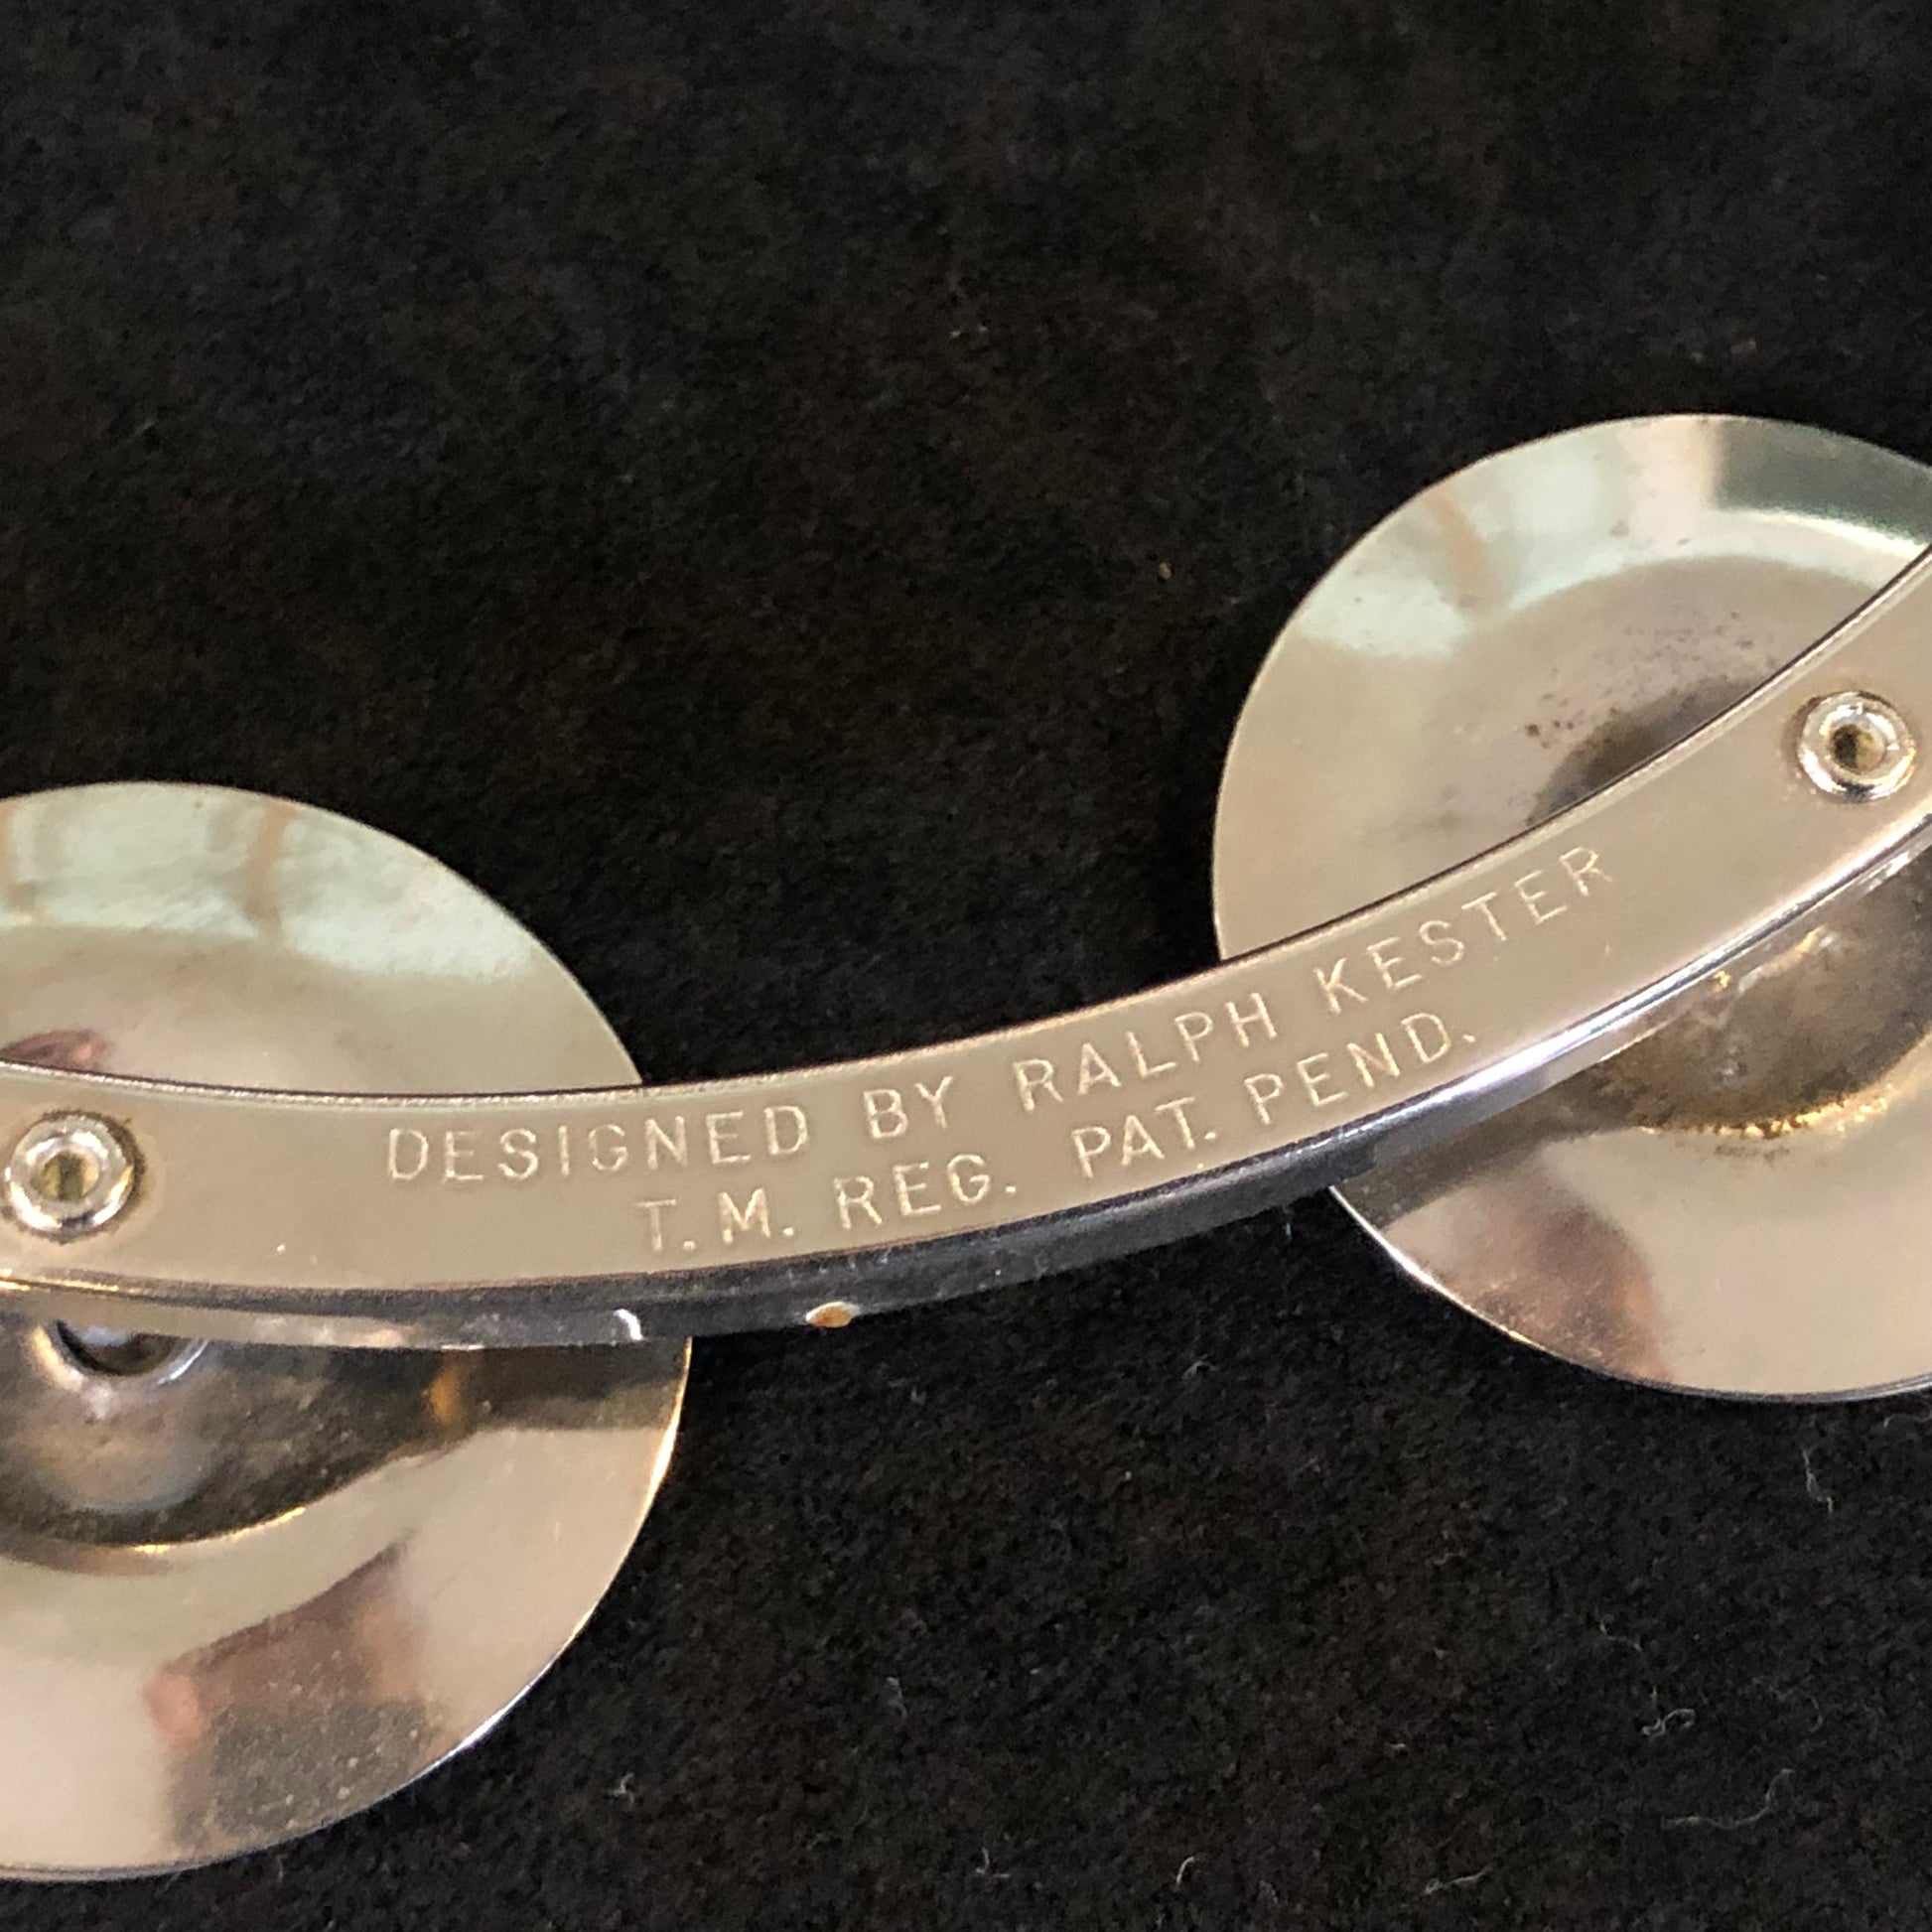 DESIGNED BY RALPH KESTER
T.M. REG. PAT. PEND.